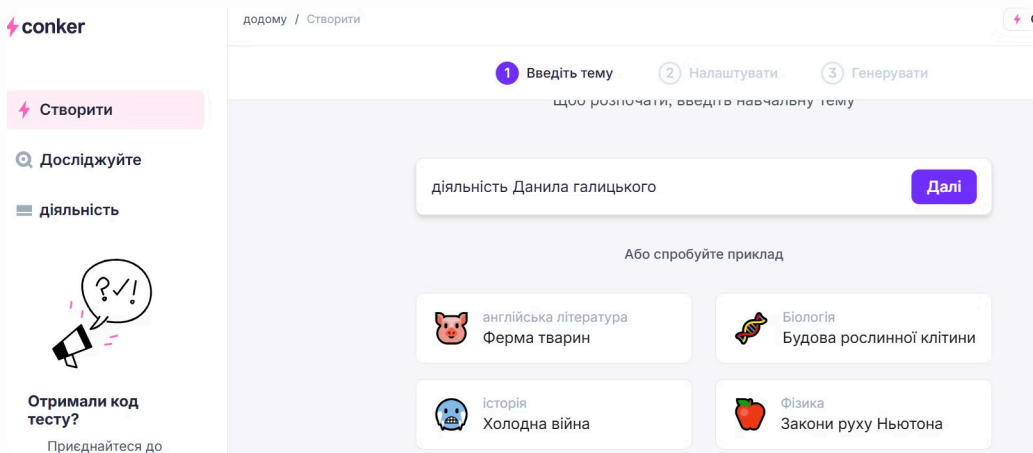 conker
Створити
Досліджуйте
діяльність
Отримали код
тесту?
Приєднайтеся до
додому / Створити
1 Введіть тему
2 Налаштувати
3 Генерувати
Щоб розпочати, введіть навчальну тему
діяльність Данила галицького
Далі
Або спробуйте приклад
англійська література
Ферма тварин
Біологія
Будова рослинної клітини
історія
Холодна війна
Фізика
Закони руху Ньютона